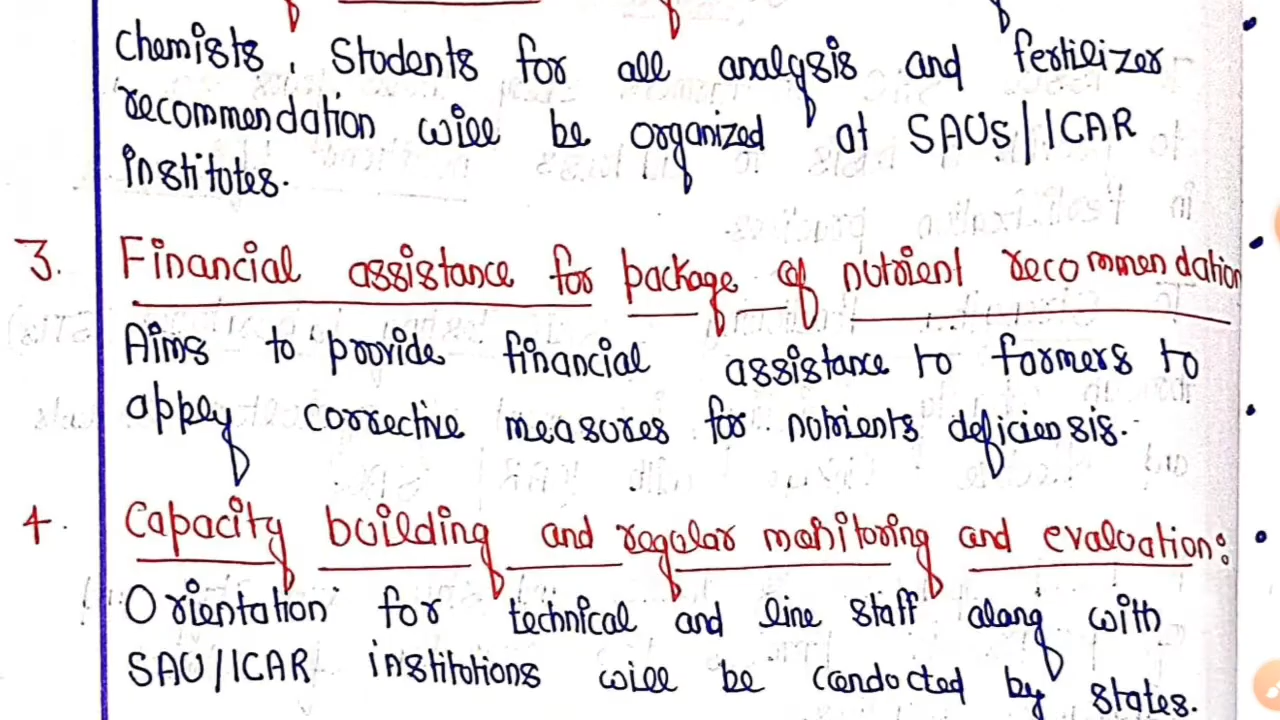 chemists, students for all analysis and fertilizer
recommendation will be organized at SAUs/ICAR
institutes.
3. Financial assistance for package of nutrient recommendation
Aims to provide financial assistance to farmers to
apply corrective measures for nutrients deficiensis.
4. Capacity building and regular monitoring and evaluation:
Orientation for technical and line staff along with
SAU/ICAR institutions will be conducted by states.